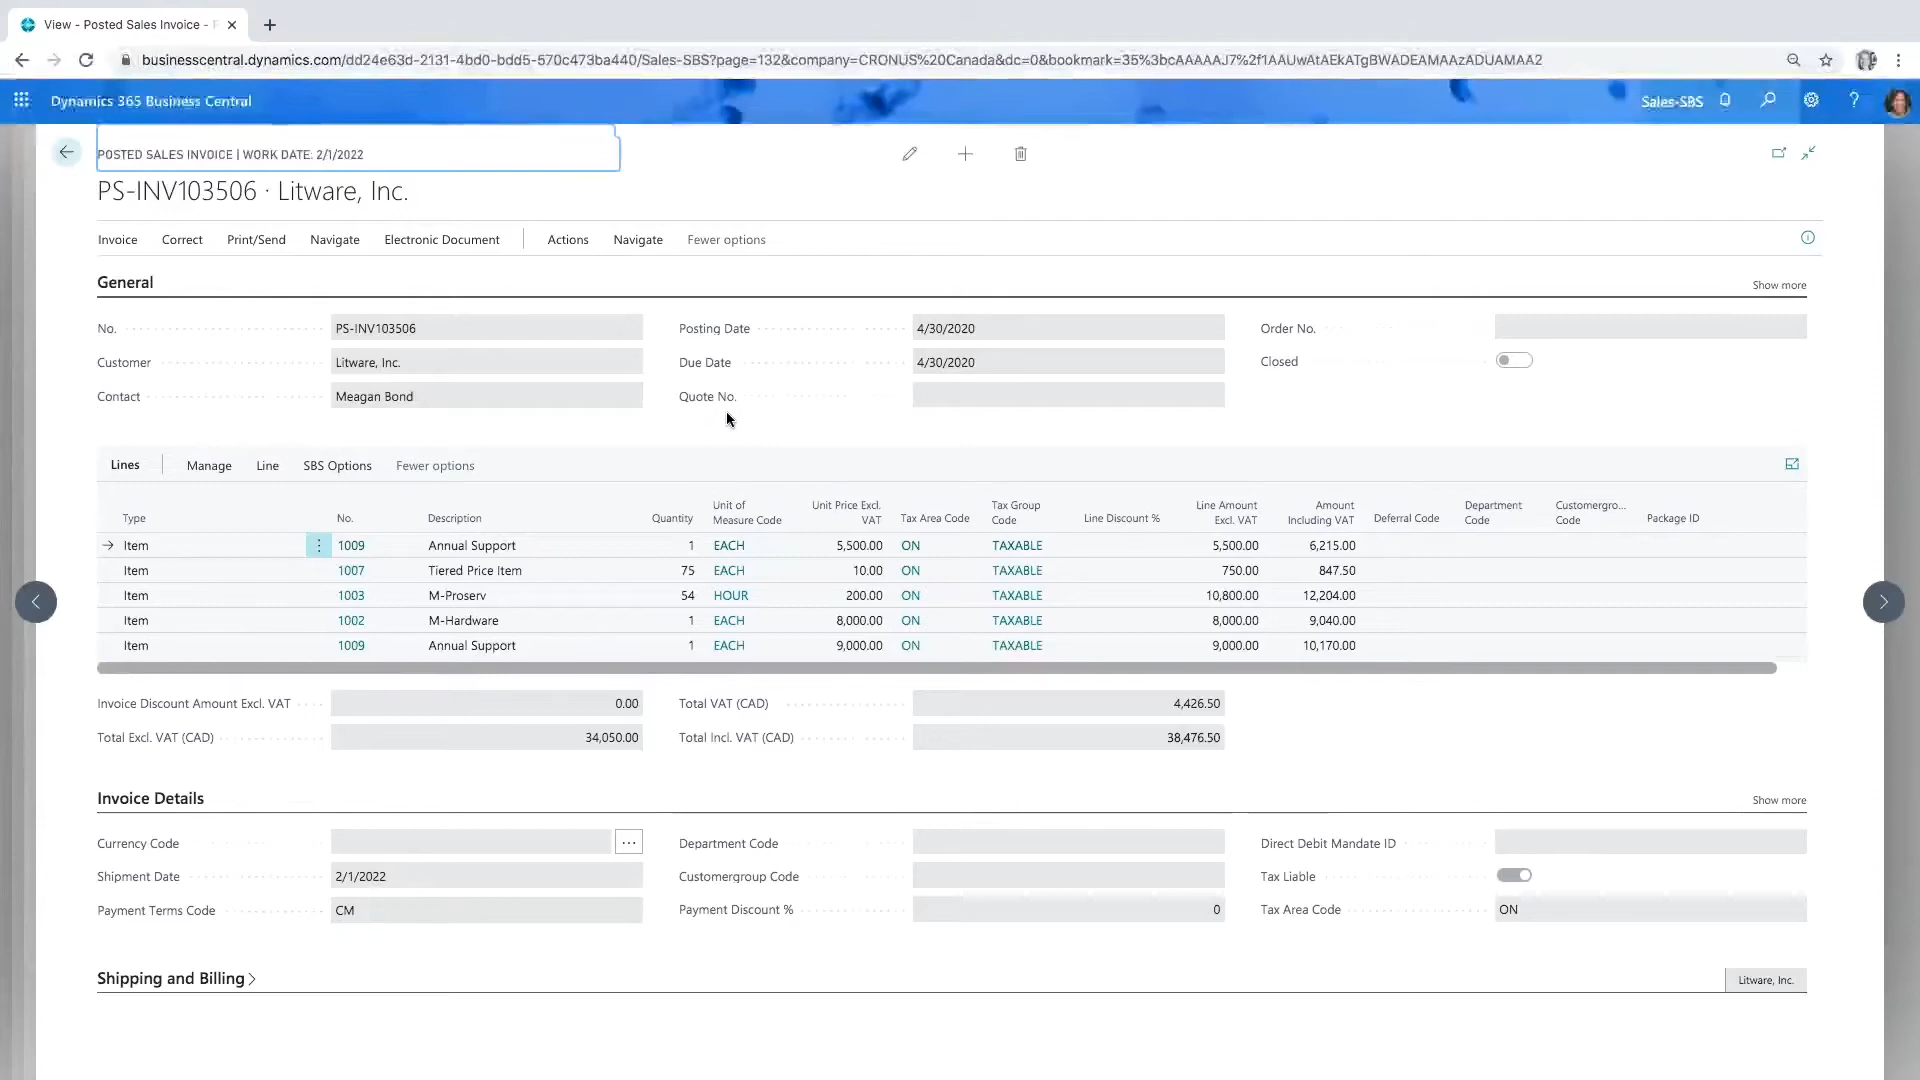 View - Posted Sales Invoice -
businesscentral.dynamics.com/dd24e63d-2131-4bd0-bdd5-570c473ba440/Sales-SBS?page=132&company=CRONUS%20Canada&dc=0&bookmark=35%3bcAAAAAJ7%2f1AAUwAtAEkATgBWADEAMAAzADUAMAA2
Dynamics 365 Business Central
Sales-SBS
POSTED SALES INVOICE | WORK DATE: 2/1/2022
PS-INV103506 · Litware, Inc.
Invoice Correct Print/Send Navigate Electronic Document Actions Navigate Fewer options
General
Show more
No. PS-INV103506 Posting Date 4/30/2020 Order No.
Customer Litware, Inc. Due Date 4/30/2020 Closed
Contact Meagan Bond Quote No.
Lines Manage Line SBS Options Fewer options
Type No. Description Quantity Unit of Measure Code Unit Price Excl. VAT Tax Area Code Tax Group Code Line Discount % Line Amount Excl. VAT Amount Including VAT Deferral Code Department Code Customergro... Code Package ID
Item 1009 Annual Support 1 EACH 5,500.00 ON TAXABLE 5,500.00 6,215.00
Item 1007 Tiered Price Item 75 EACH 10.00 ON TAXABLE 750.00 847.50
Item 1003 M-Proserv 54 HOUR 200.00 ON TAXABLE 10,800.00 12,204.00
Item 1002 M-Hardware 1 EACH 8,000.00 ON TAXABLE 8,000.00 9,040.00
Item 1009 Annual Support 1 EACH 9,000.00 ON TAXABLE 9,000.00 10,170.00
Invoice Discount Amount Excl. VAT 0.00 Total VAT (CAD) 4,426.50
Total Excl. VAT (CAD) 34,050.00 Total Incl. VAT (CAD) 38,476.50
Invoice Details
Show more
Currency Code ... Department Code Direct Debit Mandate ID
Shipment Date 2/1/2022 Customergroup Code Tax Liable
Payment Terms Code CM Payment Discount % 0 Tax Area Code ON
Shipping and Billing
Litware, Inc.